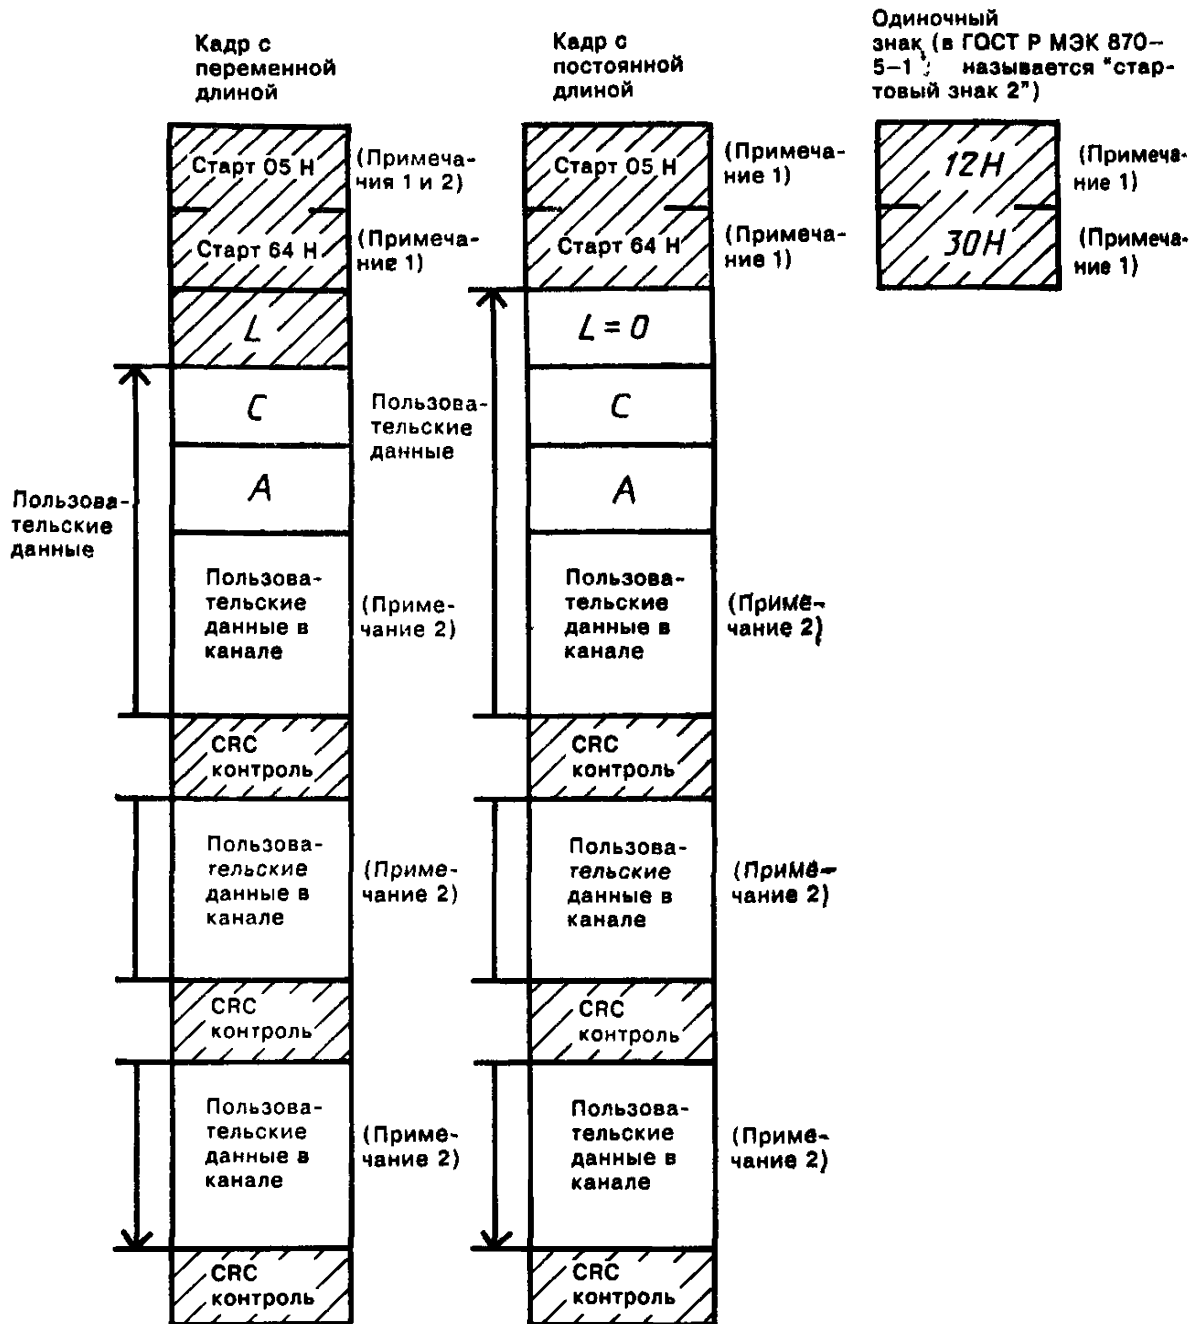 Кадр с
переменной
длиной
Кадр с
постоянной
длиной
Одиночный
знак (в ГОСТ Р МЭК 870–
5–1 называется "стар-
товый знак 2")
Старт 05 Н
(Примеча-
ния 1 и 2)
Старт 64 Н
(Примеча-
ние 1)
L
C
A
Пользова-
тельские
данные
Пользова-
тельские
данные в
канале
(Приме-
чание 2)
CRC
контроль
Пользова-
тельские
данные в
канале
(Приме-
чание 2)
CRC
контроль
Пользова-
тельские
данные в
канале
(Приме-
чание 2)
CRC
контроль
Старт 05 Н
(Примеча-
ние 1)
Старт 64 Н
(Примеча-
ние 1)
L = 0
C
A
Пользова-
тельские
данные
Пользова-
тельские
данные в
канале
(Приме-
чание 2)
CRC
контроль
Пользова-
тельские
данные в
канале
(Приме-
чание 2)
CRC
контроль
Пользова-
тельские
данные в
канале
(Приме-
чание 2)
CRC
контроль
12Н
(Примеча-
ние 1)
30Н
(Примеча-
ние 1)